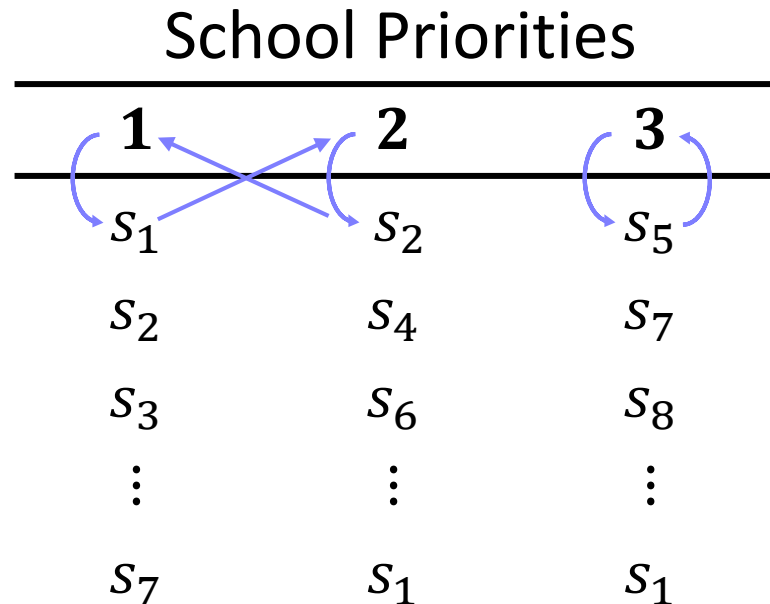 School Priorities
1 2 3
s₁ s₂ s₅
s₂ s₄ s₇
s₃ s₆ s₈
⋮ ⋮ ⋮
s₇ s₁ s₁